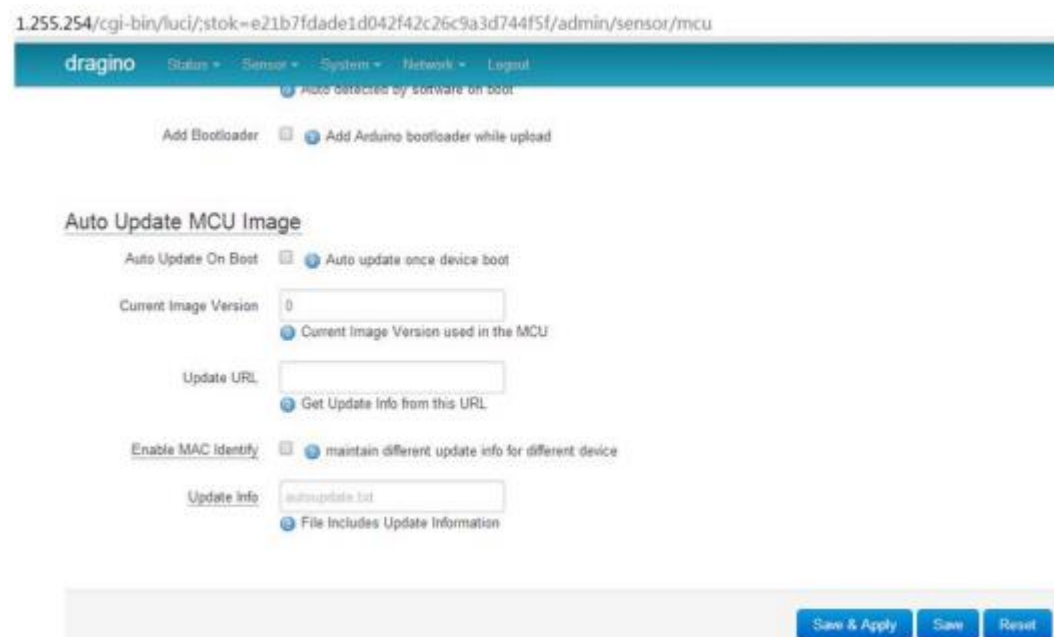 1.255.254/cgi-bin/luci/;stok=e21b7fdade1d042f42c26c9a3d744f5f/admin/sensor/mcu
dragino Status Sensor System Network Logout
Auto detected by software on boot
Add Bootloader Add Arduino bootloader while upload
Auto Update MCU Image
Auto Update On Boot Auto update once device boot
Current Image Version 0
Current Image Version used in the MCU
Update URL
Get Update Info from this URL
Enable MAC Identify maintain different update info for different device
Update Info autoupdate.txt
File Includes Update Information
Save & Apply Save Reset